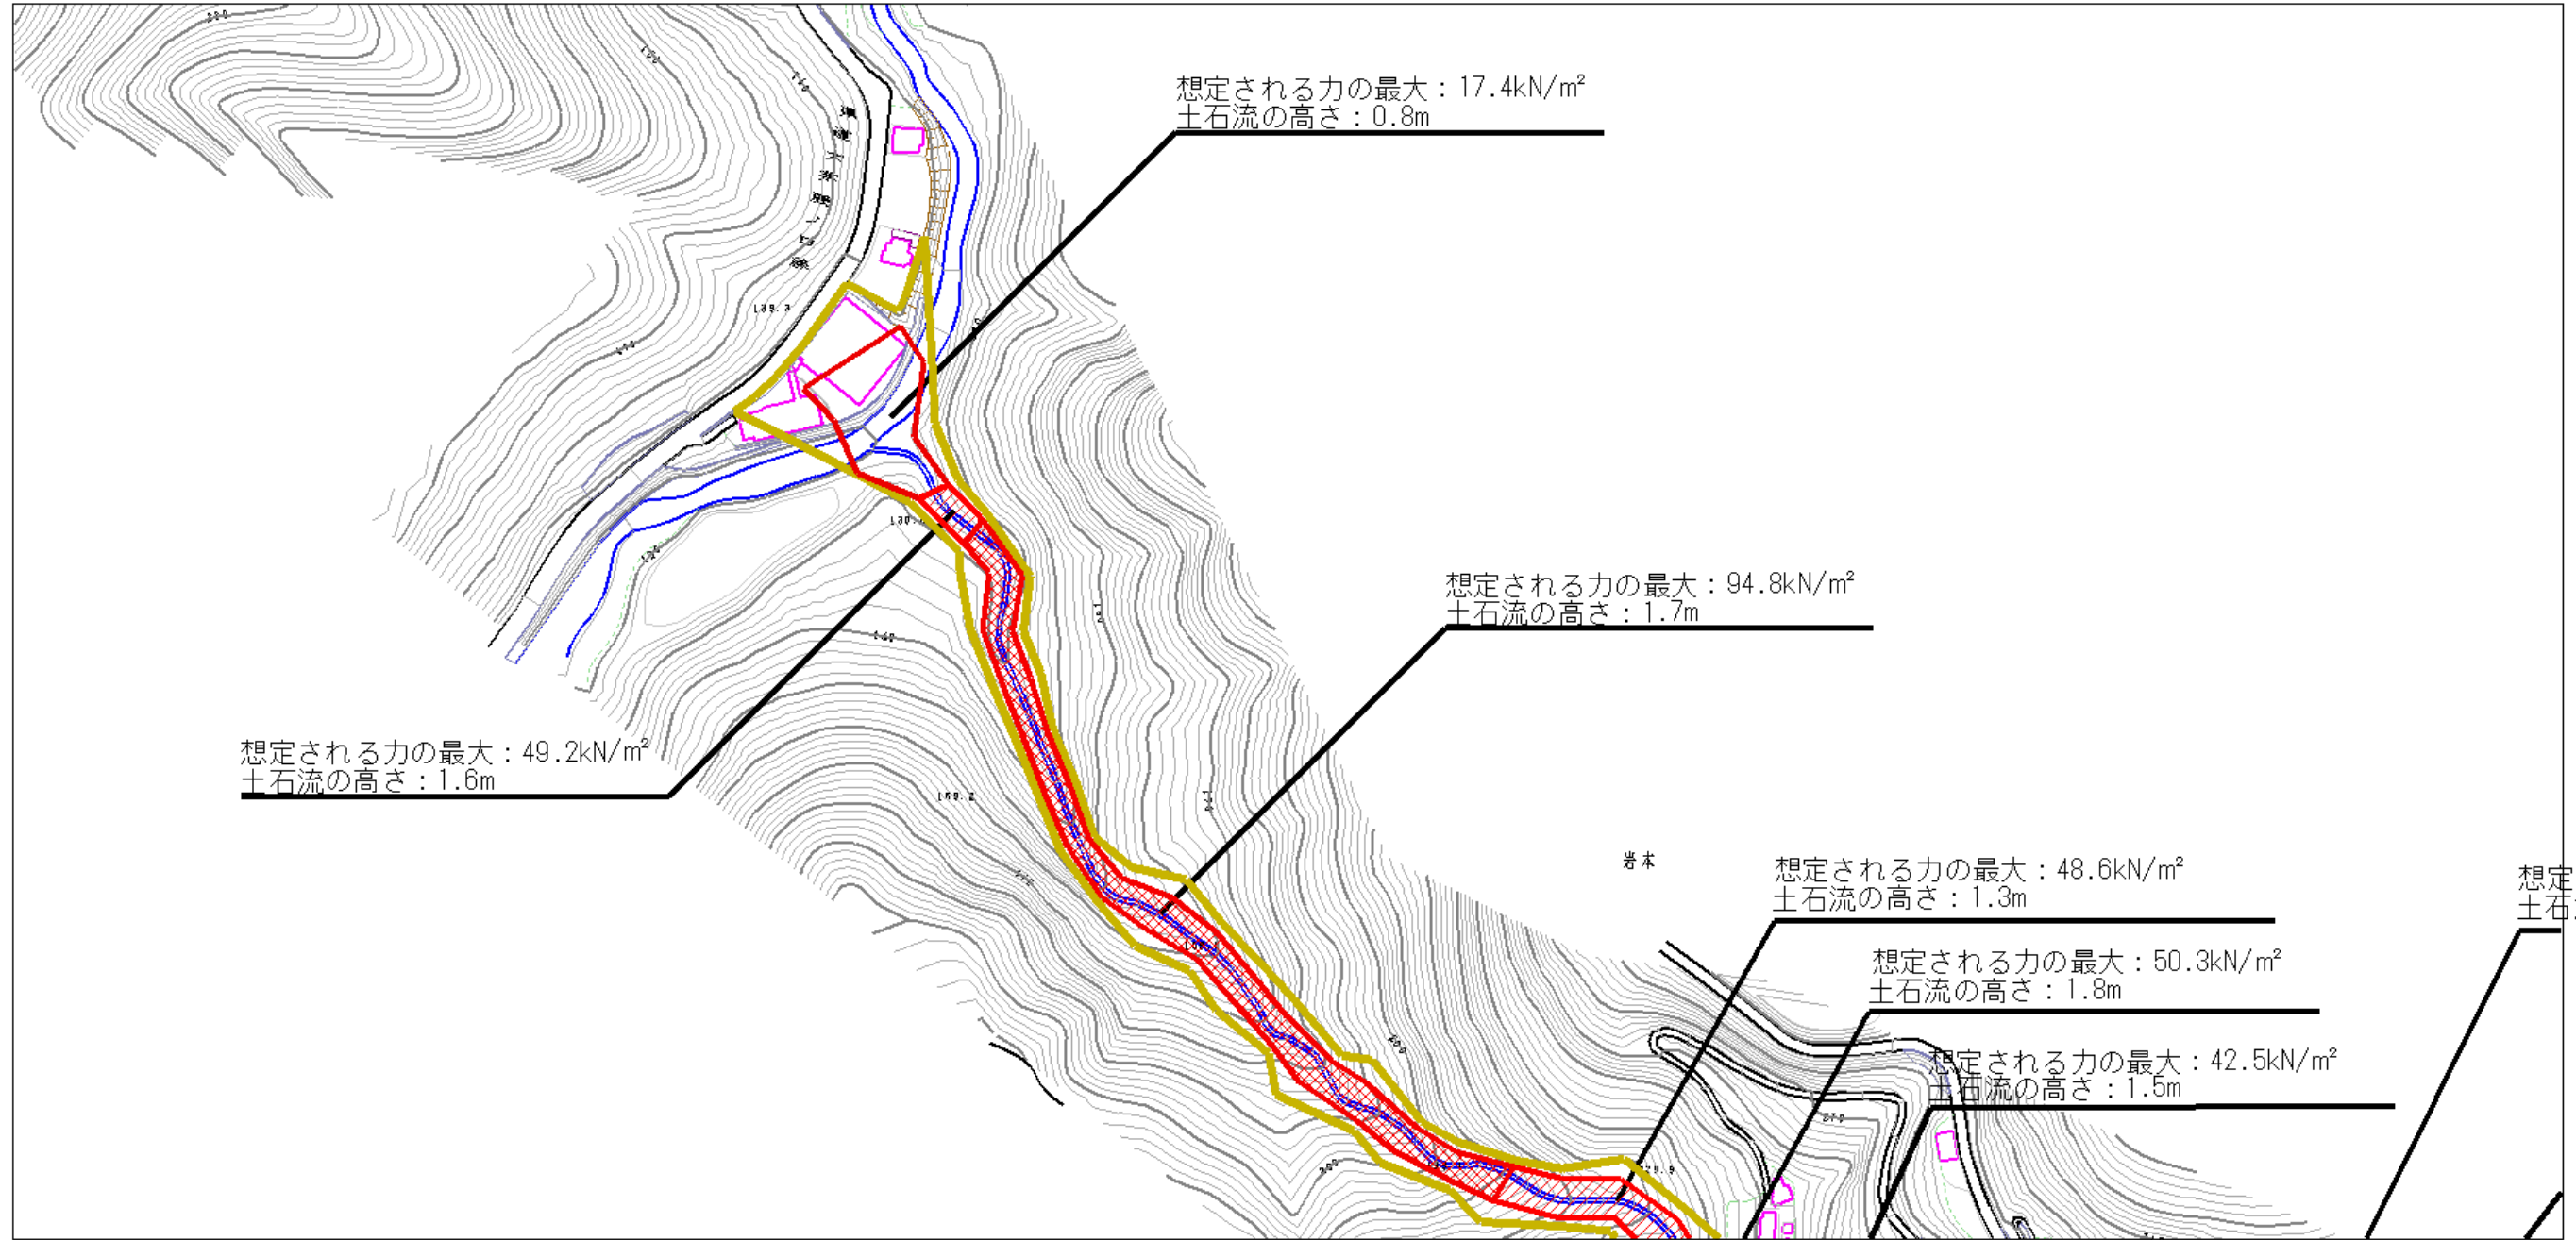 想定される力の最大：17.4kN/m²
土石流の高さ：0.8m
想定される力の最大：94.8kN/m²
土石流の高さ：1.7m
想定される力の最大：49.2kN/m²
土石流の高さ：1.6m
岩本
想定される力の最大：48.6kN/m²
土石流の高さ：1.3m
想定
土石
想定される力の最大：50.3kN/m²
土石流の高さ：1.8m
想定される力の最大：42.5kN/m²
土石流の高さ：1.5m
139.3
169.2